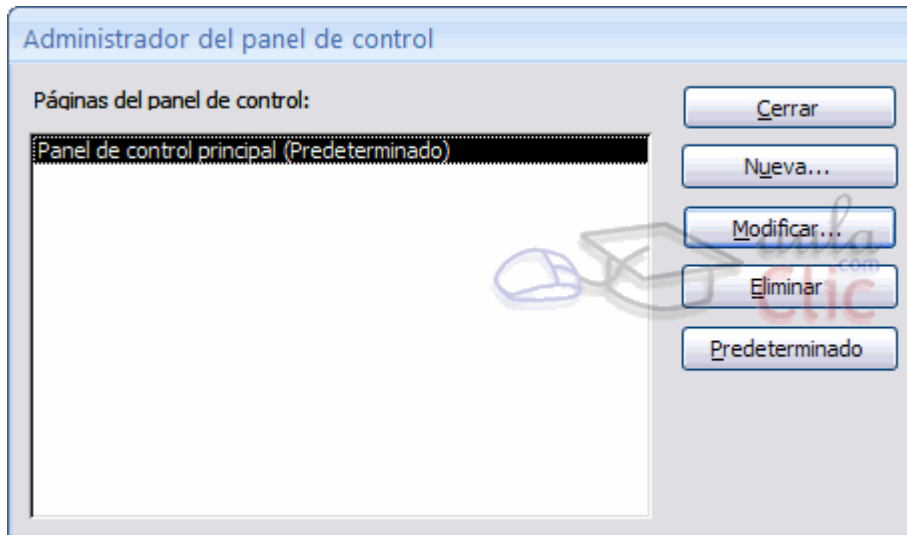 Administrador del panel de control
Páginas del panel de control:
Panel de control principal (Predeterminado)
Cerrar
Nueva...
Modificar...
Eliminar
Predeterminado
aula
.com
Clic